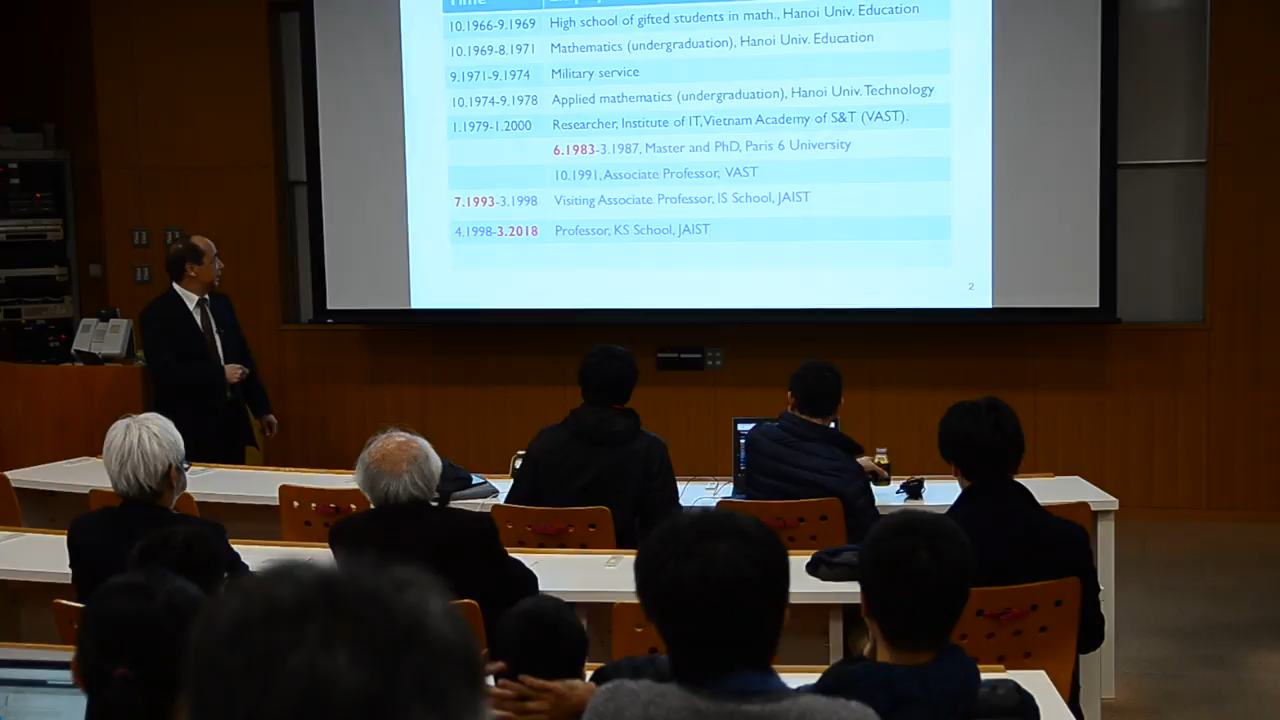 Time
10.1966-9.1969 High school of gifted students in math., Hanoi Univ. Education
10.1969-8.1971 Mathematics (undergraduation), Hanoi Univ. Education
9.1971-9.1974 Military service
10.1974-9.1978 Applied mathematics (undergraduation), Hanoi Univ. Technology
1.1979-1.2000 Researcher, Institute of IT, Vietnam Academy of S&T (VAST).
6.1983-3.1987, Master and PhD, Paris 6 University
10.1991, Associate Professor, VAST
7.1993-3.1998 Visiting Associate Professor, IS School, JAIST
4.1998-3.2018 Professor, KS School, JAIST
2